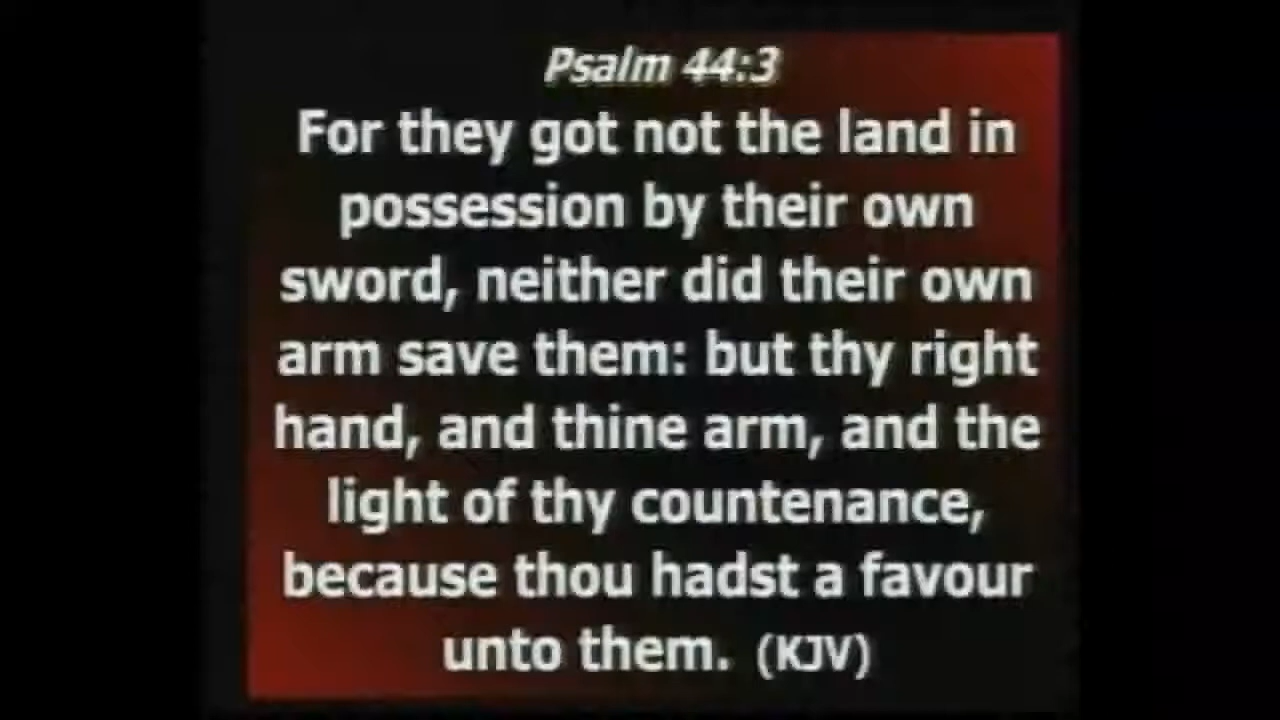 Psalm 44:3
For they got not the land in
possession by their own
sword, neither did their own
arm save them: but thy right
hand, and thine arm, and the
light of thy countenance,
because thou hadst a favour
unto them. (KJV)